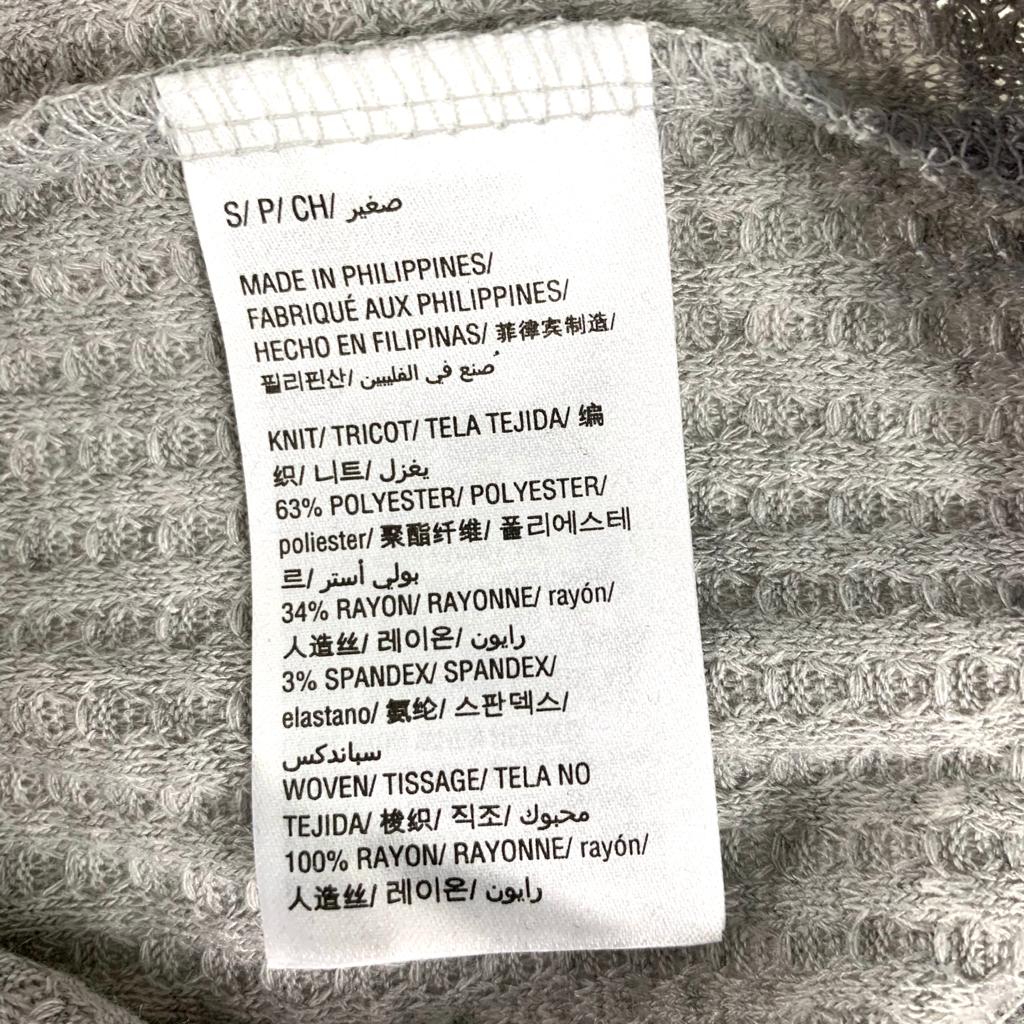 S/ P/ CH/ صغير
MADE IN PHILIPPINES/
FABRIQUÉ AUX PHILIPPINES/
HECHO EN FILIPINAS/ 菲律宾制造/
필리핀산/ صُنع في الفلبين
KNIT/ TRICOT/ TELA TEJIDA/ 编
织/ 니트/ يغزل
63% POLYESTER/ POLYESTER/
poliester/ 聚酯纤维/ 폴리에스테
르/ بولي أستر
34% RAYON/ RAYONNE/ rayón/
人造丝/ 레이온/ رايون
3% SPANDEX/ SPANDEX/
elastano/ 氨纶/ 스판덱스/
سباندكس
WOVEN/ TISSAGE/ TELA NO
TEJIDA/ 梭织/ 직조/ محبوك
100% RAYON/ RAYONNE/ rayón/
人造丝/ 레이온/ رايون